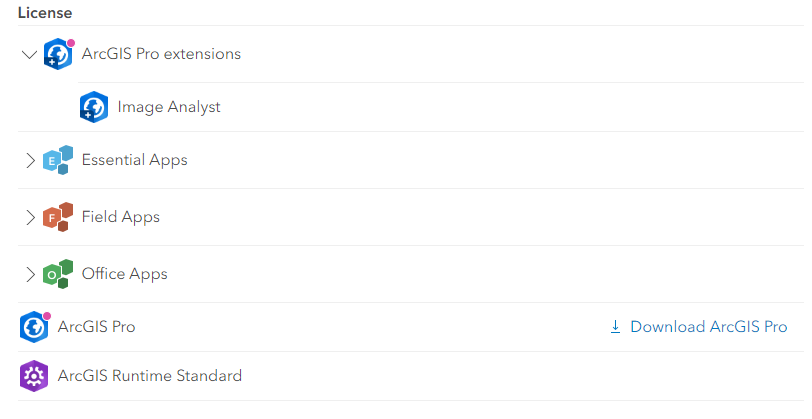 License
ArcGIS Pro extensions
Image Analyst
E
Essential Apps
F
Field Apps
O
Office Apps
ArcGIS Pro
Download ArcGIS Pro
ArcGIS Runtime Standard